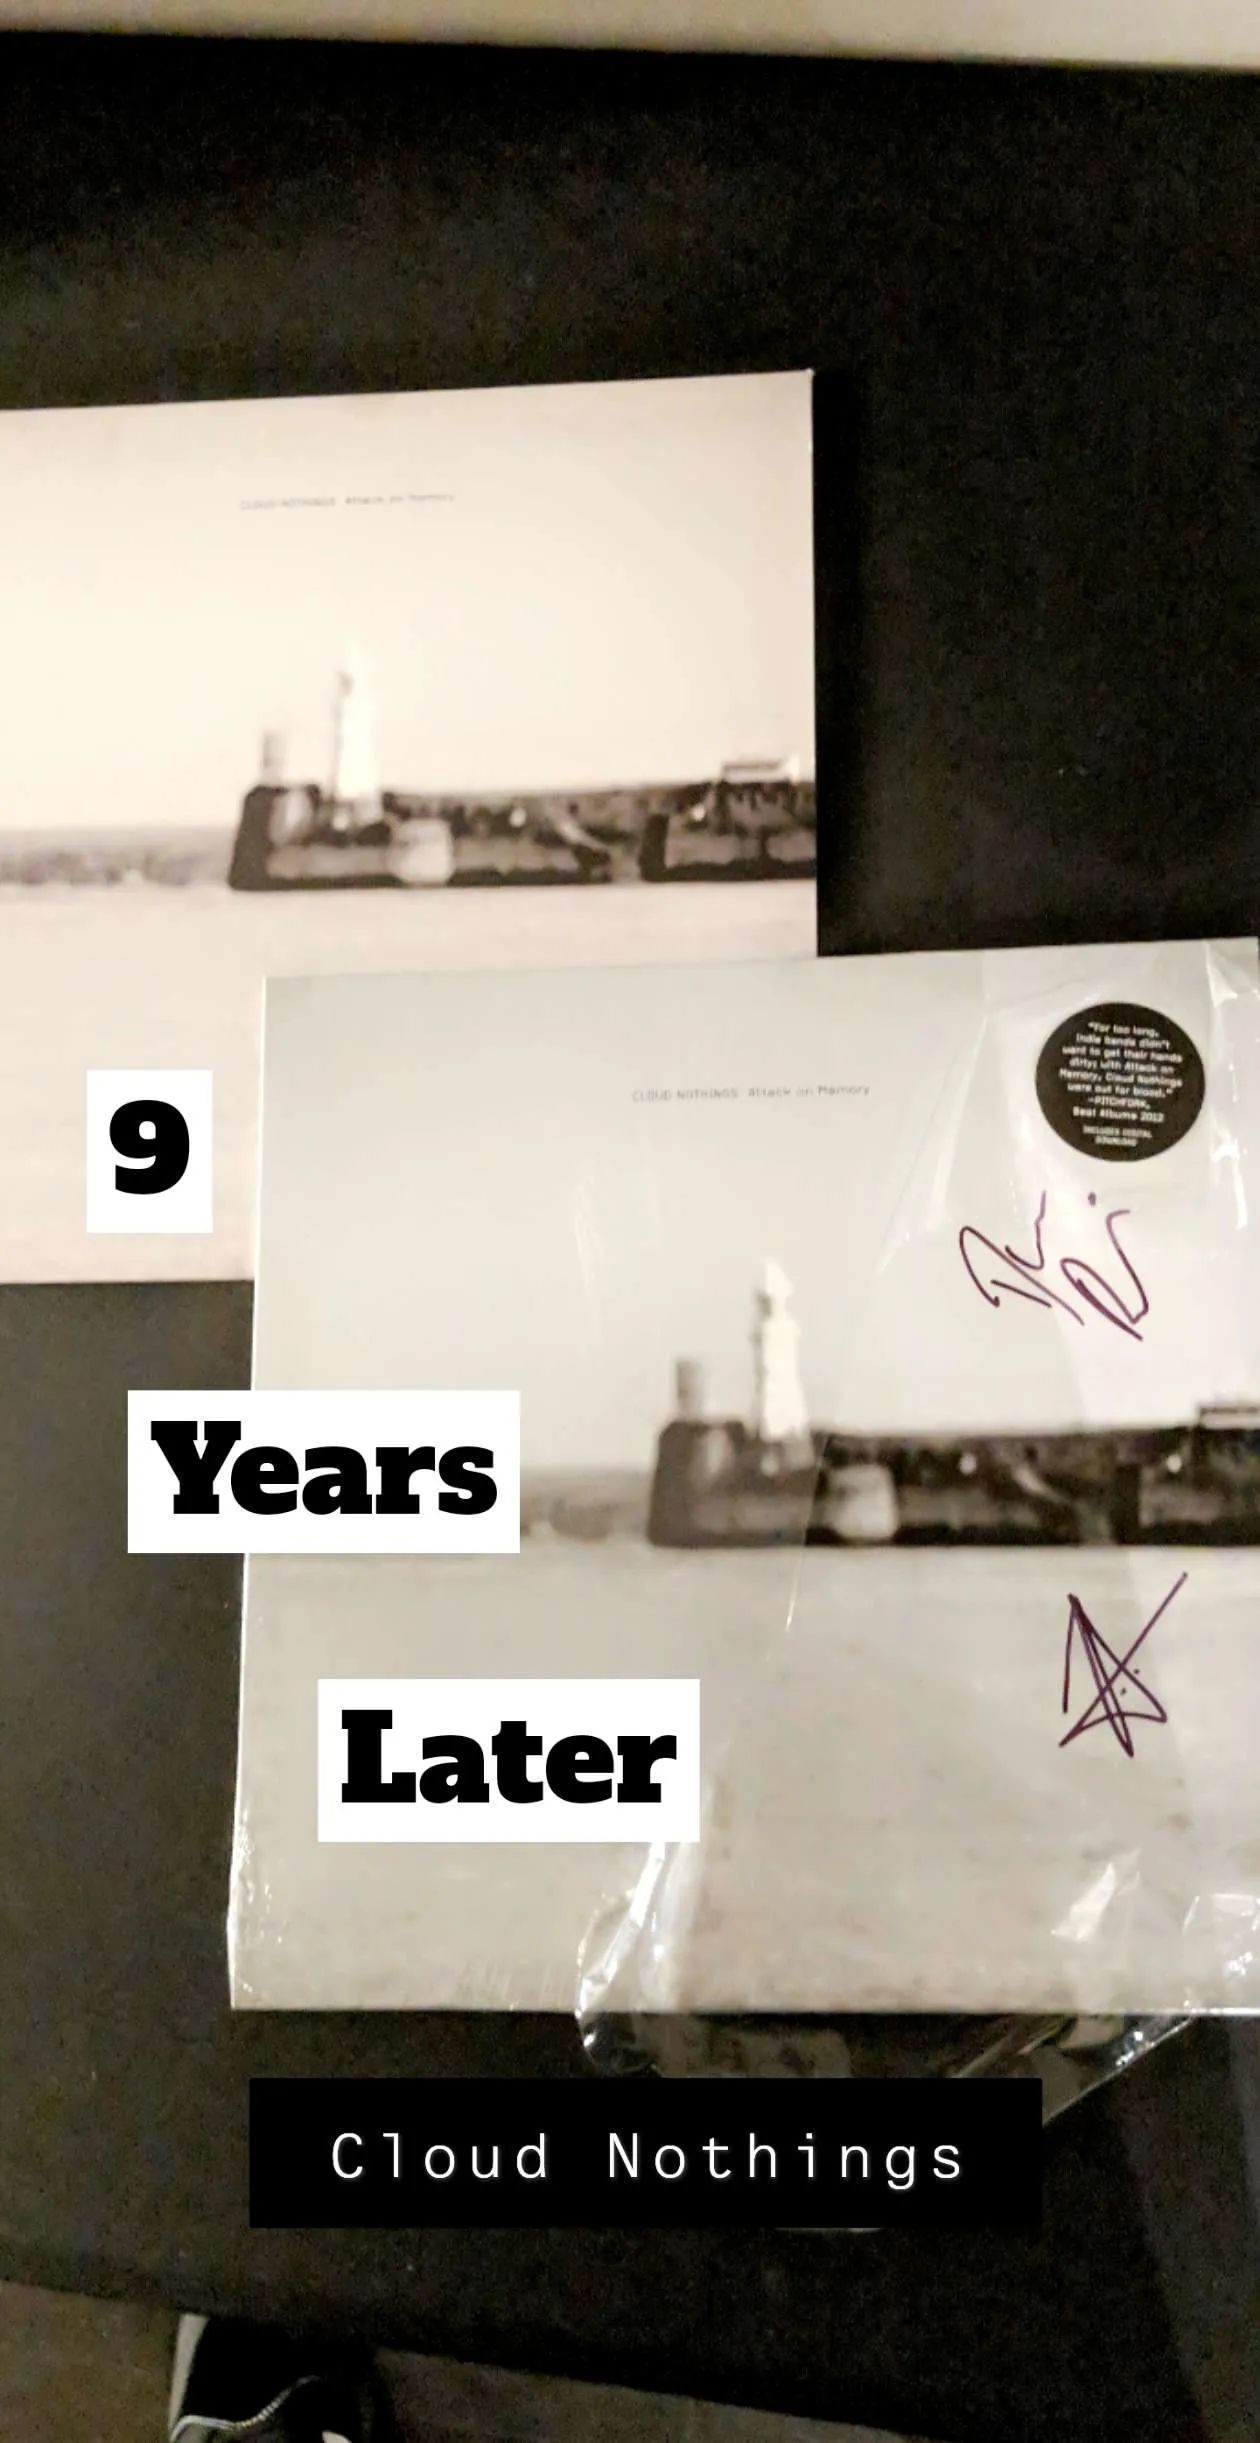 CLOUD NOTHINGS Attack on Memory
CLOUD NOTHINGS Attack on Memory
"For too long,
indie bands didn't
want to get their hands
dirty; with Attack on
Memory, Cloud Nothings
were out for blood."
-PITCHFORK,
Best Albums 2012
INCLUDES DIGITAL
DOWNLOAD
9
Years
Later
Cloud Nothings